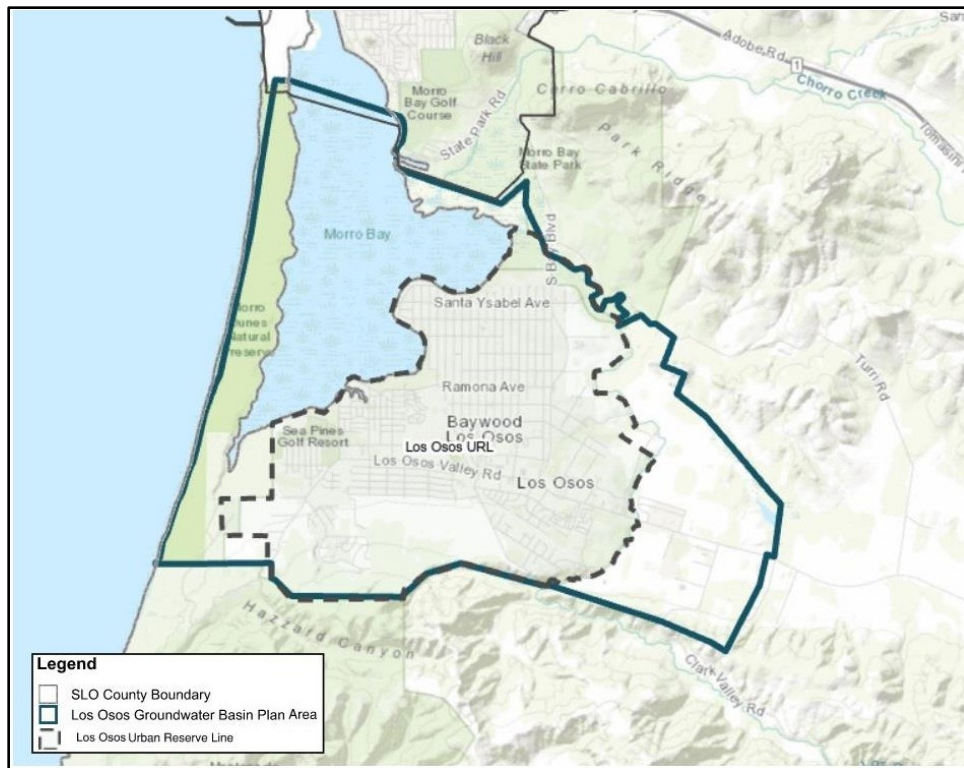 Black
Hill
Adobe Rd
1
Chorro Creek
San
Morro
Bay Golf
Course
State Park Rd
Cerro Cabrillo
Tomasini
Park Ridge
Morro Bay
State Park
Morro Bay
S Bay Blvd
Santa Ysabel Ave
Morro
Dunes
Natural
Preserve
Turri Rd
Ramona Ave
Baywood
Los Osos
Sea Pines
Golf Resort
Los Osos URL
Los Osos Valley Rd
Los Osos
Hazzard Canyon
Clark Valley Rd
Legend
SLO County Boundary
Los Osos Groundwater Basin Plan Area
Los Osos Urban Reserve Line